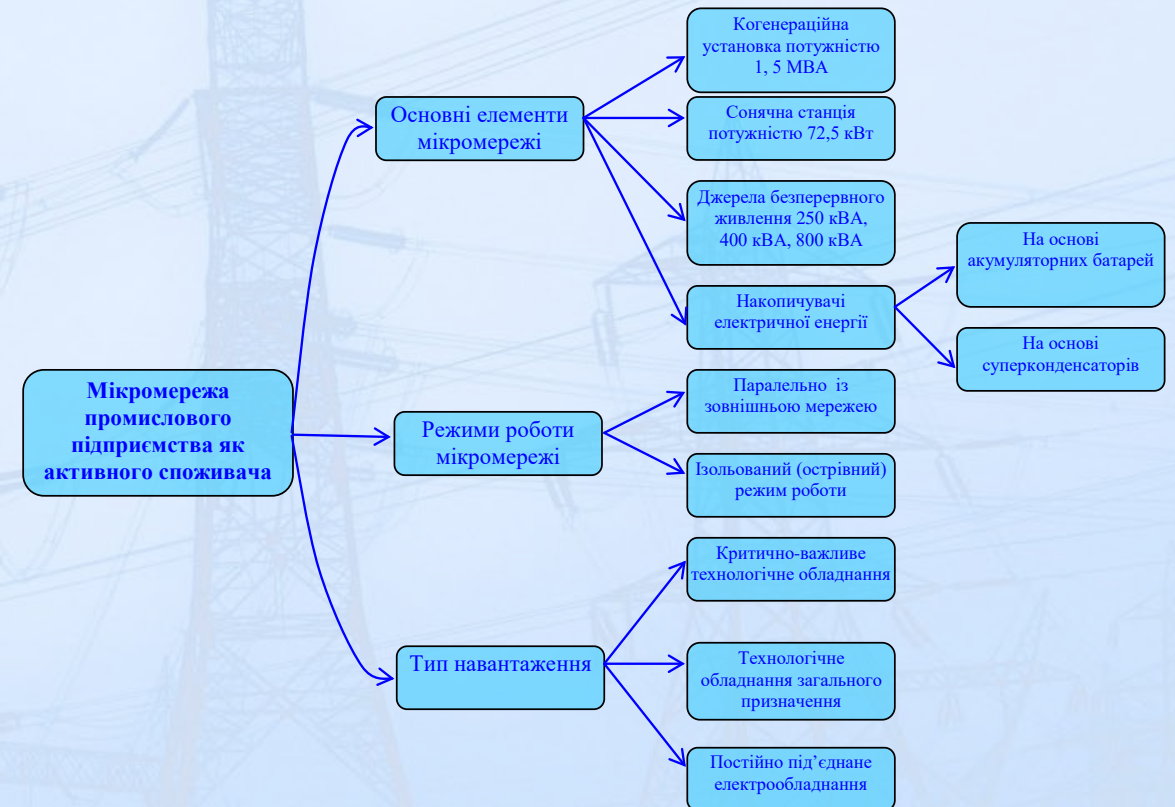 Мікромережа
промислового
підприємства як
активного споживача
Основні елементи
мікромережі
Когенераційна
установка потужністю
1, 5 МВА
Сонячна станція
потужністю 72,5 кВт
Джерела безперервного
живлення 250 кВА,
400 кВА, 800 кВА
Накопичувачі
електричної енергії
На основі
акумуляторних батарей
На основі
суперконденсаторів
Режими роботи
мікромережі
Паралельно із
зовнішньою мережею
Ізольований (острівний)
режим роботи
Тип навантаження
Критично-важливе
технологічне обладнання
Технологічне
обладнання загального
призначення
Постійно під’єднане
електрообладнання